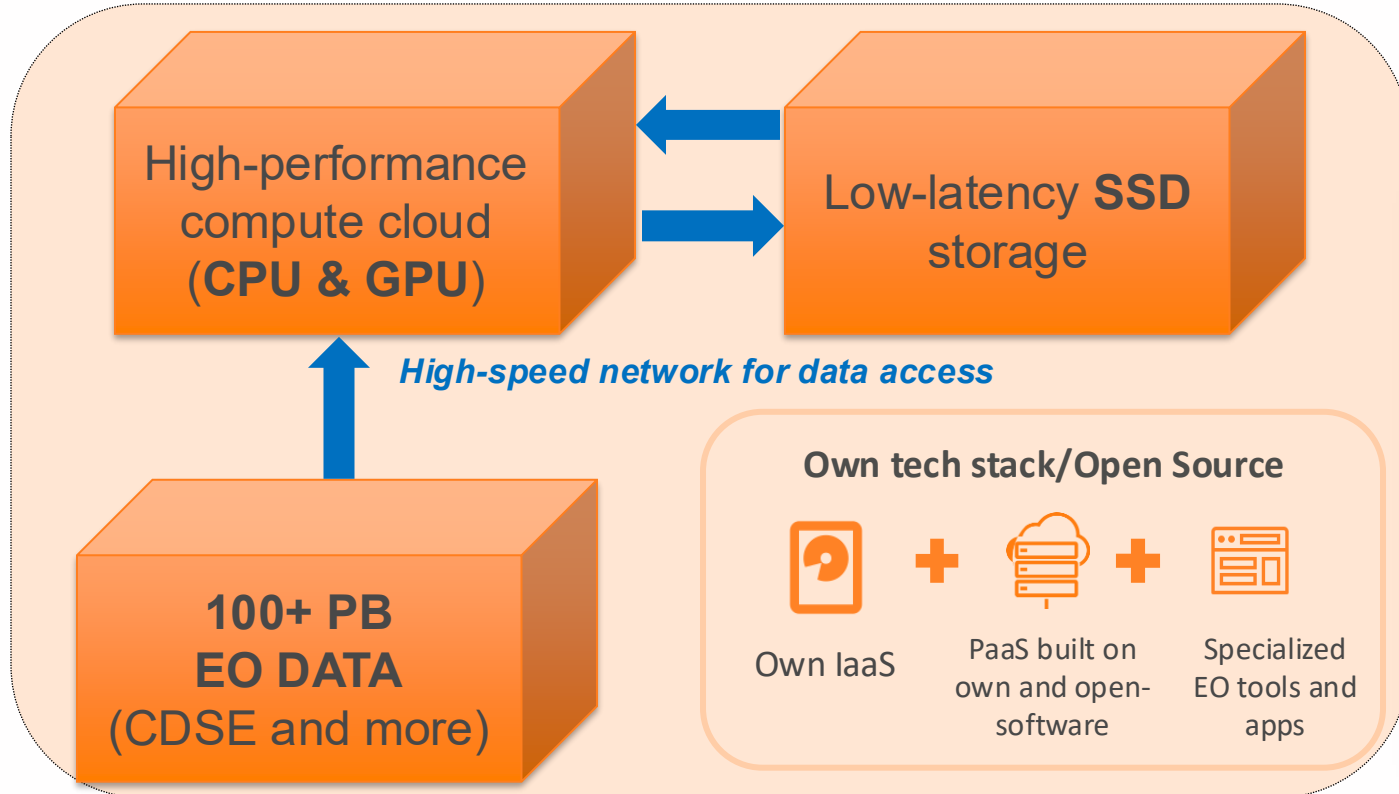 High-performance
compute cloud
(CPU & GPU)
Low-latency SSD
storage
High-speed network for data access
100+ PB
EO DATA
(CDSE and more)
Own tech stack/Open Source
Own IaaS
PaaS built on
own and open-
software
Specialized
EO tools and
apps